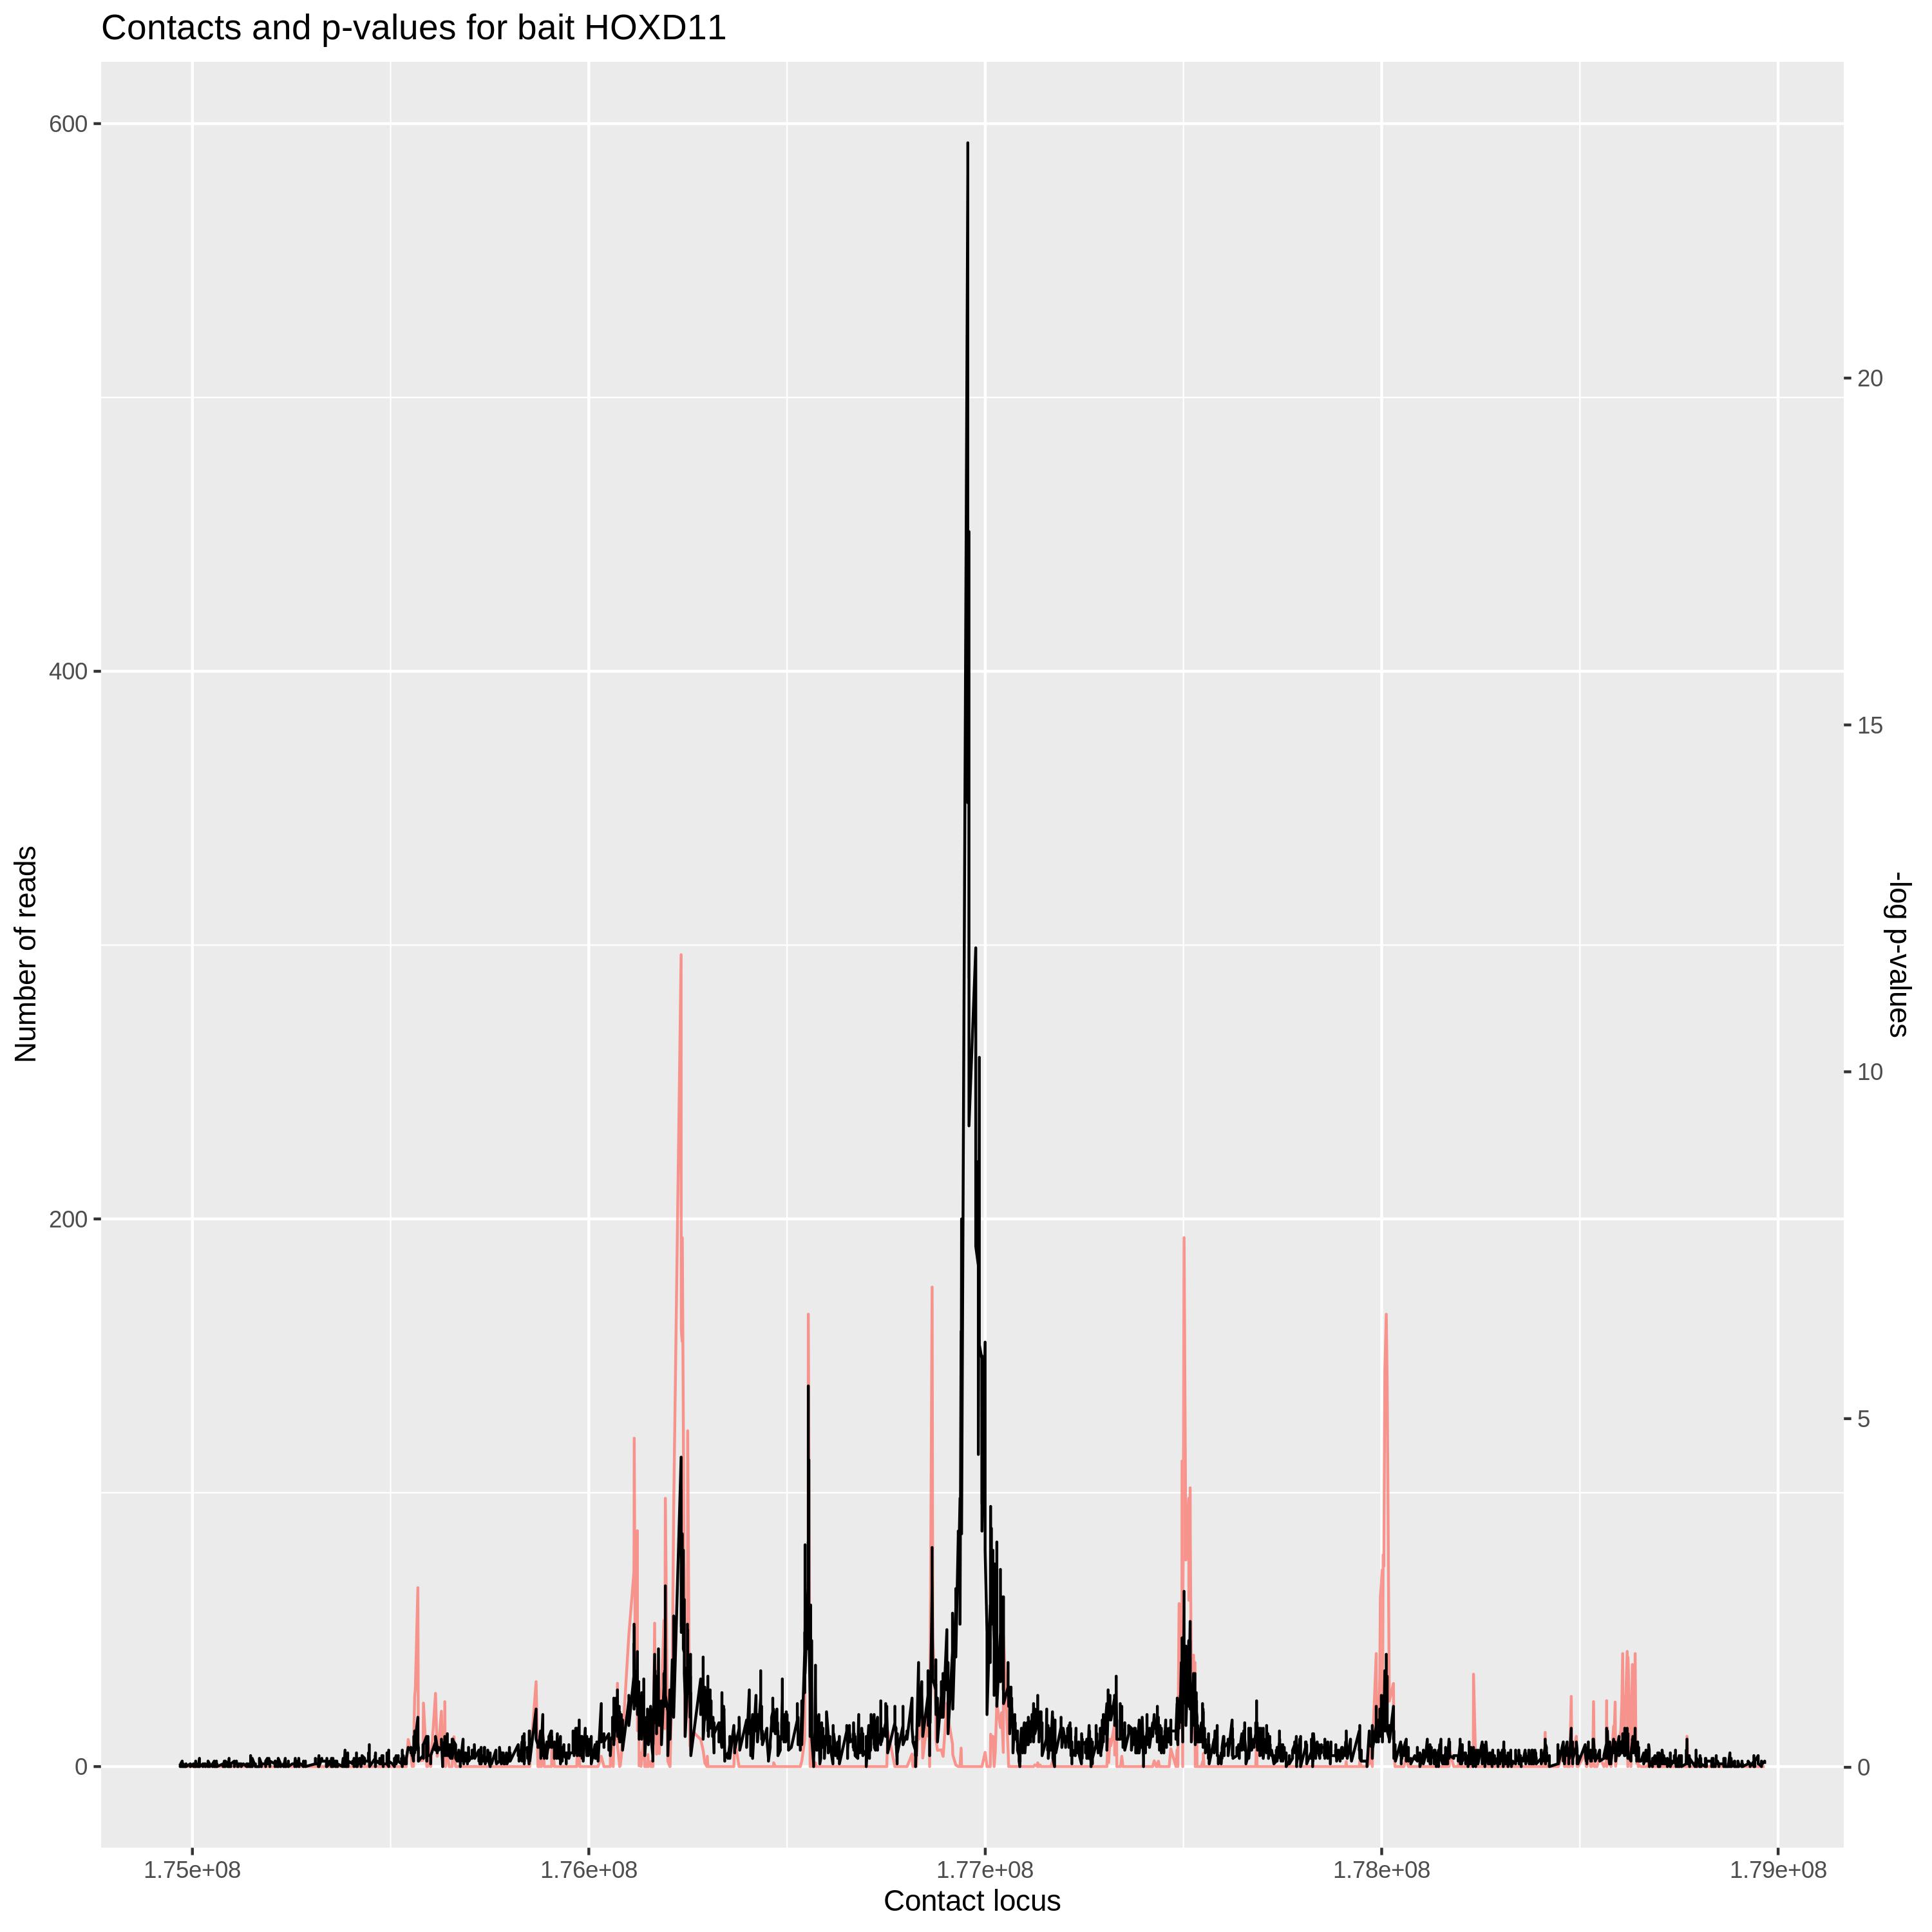 Contacts and p-values for bait HOXD11
600
400
200
0
Number of reads
20
15
10
5
0
-log p-values
1.75e+08
1.76e+08
1.77e+08
1.78e+08
1.79e+08
Contact locus